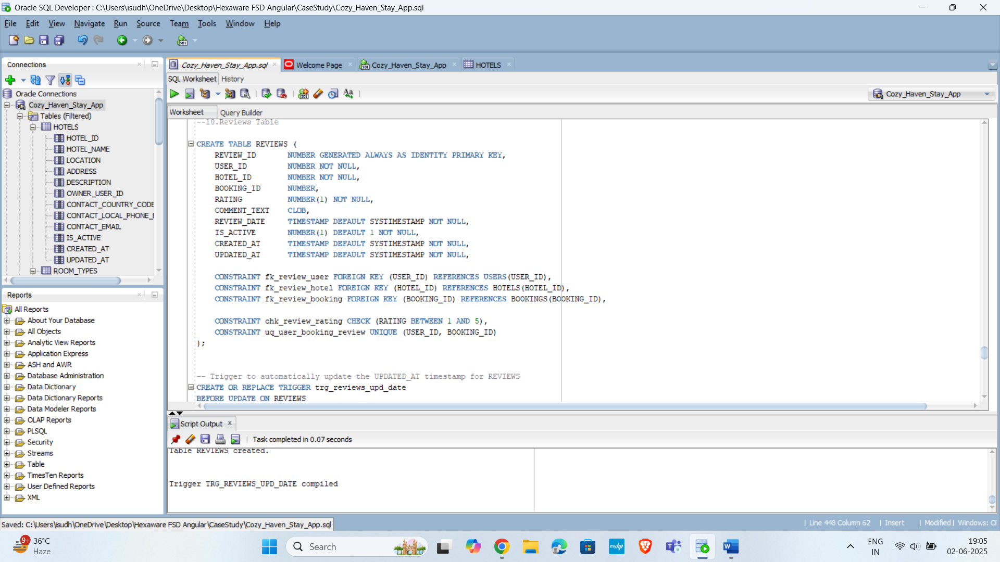 Oracle SQL Developer : C:\Users\isudh\OneDrive\Desktop\Hexaware FSD Angular\CaseStudy\Cozy_Haven_Stay_App.sql
File Edit View Navigate Run Source Team Tools Window Help
Connections
Oracle Connections
Cozy_Haven_Stay_App
Tables (Filtered)
HOTELS
HOTEL_ID
HOTEL_NAME
LOCATION
ADDRESS
DESCRIPTION
OWNER_USER_ID
CONTACT_COUNTRY_CODE
CONTACT_LOCAL_PHONE_
CONTACT_EMAIL
IS_ACTIVE
CREATED_AT
UPDATED_AT
ROOM_TYPES
Reports
All Reports
About Your Database
All Objects
Analytic View Reports
Application Express
ASH and AWR
Database Administration
Data Dictionary
Data Dictionary Reports
Data Modeler Reports
OLAP Reports
PLSQL
Security
Streams
Table
TimesTen Reports
User Defined Reports
XML
Cozy_Haven_Stay_App.sql Welcome Page Cozy_Haven_Stay_App HOTELS
SQL Worksheet History
Cozy_Haven_Stay_App
Worksheet Query Builder
--10.Reviews Table
CREATE TABLE REVIEWS (
REVIEW_ID NUMBER GENERATED ALWAYS AS IDENTITY PRIMARY KEY,
USER_ID NUMBER NOT NULL,
HOTEL_ID NUMBER NOT NULL,
BOOKING_ID NUMBER,
RATING NUMBER(1) NOT NULL,
COMMENT_TEXT CLOB,
REVIEW_DATE TIMESTAMP DEFAULT SYSTIMESTAMP NOT NULL,
IS_ACTIVE NUMBER(1) DEFAULT 1 NOT NULL,
CREATED_AT TIMESTAMP DEFAULT SYSTIMESTAMP NOT NULL,
UPDATED_AT TIMESTAMP DEFAULT SYSTIMESTAMP NOT NULL,
CONSTRAINT fk_review_user FOREIGN KEY (USER_ID) REFERENCES USERS(USER_ID),
CONSTRAINT fk_review_hotel FOREIGN KEY (HOTEL_ID) REFERENCES HOTELS(HOTEL_ID),
CONSTRAINT fk_review_booking FOREIGN KEY (BOOKING_ID) REFERENCES BOOKINGS(BOOKING_ID),
CONSTRAINT chk_review_rating CHECK (RATING BETWEEN 1 AND 5),
CONSTRAINT uq_user_booking_review UNIQUE (USER_ID, BOOKING_ID)
);
-- Trigger to automatically update the UPDATED_AT timestamp for REVIEWS
CREATE OR REPLACE TRIGGER trg_reviews_upd_date
BEFORE UPDATE ON REVIEWS
Script Output
Task completed in 0.07 seconds
Table REVIEWS created.
Trigger TRG_REVIEWS_UPD_DATE compiled
Saved: C:\Users\isudh\OneDrive\Desktop\Hexaware FSD Angular\CaseStudy\Cozy_Haven_Stay_App.sql
| Line 448 Column 62 | Insert | Modified | Windows: CF
9+ 36°C
Haze
Search
myhp
ENG
IN
19:05
02-06-2025